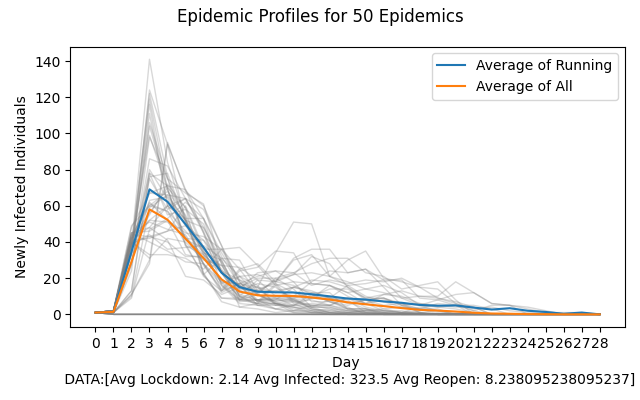 Epidemic Profiles for 50 Epidemics
Average of Running
Average of All
Newly Infected Individuals
140
120
100
80
60
40
20
0
0 1 2 3 4 5 6 7 8 9 10 11 12 13 14 15 16 17 18 19 20 21 22 23 24 25 26 27 28
Day
DATA:[Avg Lockdown: 2.14 Avg Infected: 323.5 Avg Reopen: 8.238095238095237]